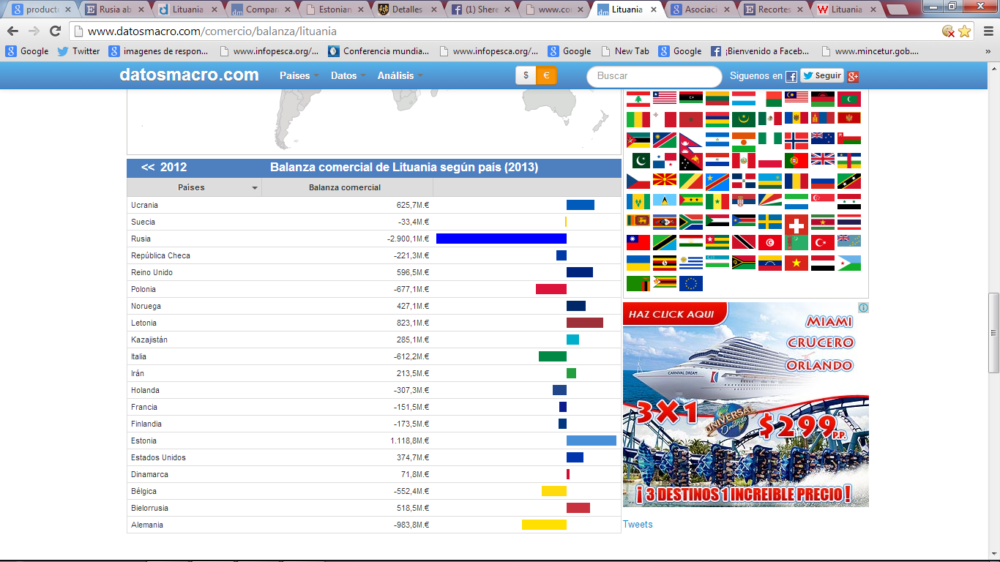 product
Rusia ab
Lituania
Compara
Estonian
Detalles
(1) Shere
www.co
Lituania
Asociaci
Recortes
Lituania
www.datosmacro.com/comercio/balanza/lituania
Google
Twitter
imagenes de respon...
www.infopesca.org/...
Conferencia mundia...
www.infopesca.org/...
Google
New Tab
Google
¡Bienvenido a Faceb...
www.mincetur.gob....
»
datosmacro.com
Países
Datos
Análisis
$ €
Buscar
Siguenos en
Seguir
<< 2012 Balanza comercial de Lituania según país (2013)
Países Balanza comercial
Ucrania 625,7M.€
Suecia -33,4M.€
Rusia -2.900,1M.€
República Checa -221,3M.€
Reino Unido 596,5M.€
Polonia -677,1M.€
Noruega 427,1M.€
Letonia 823,1M.€
Kazajistán 285,1M.€
Italia -612,2M.€
Irán 213,5M.€
Holanda -307,3M.€
Francia -151,5M.€
Finlandia -173,5M.€
Estonia 1.118,8M.€
Estados Unidos 374,7M.€
Dinamarca 71,8M.€
Bélgica -552,4M.€
Bielorrusia 518,5M.€
Alemania -983,8M.€
HAZ CLICK AQUI
MIAMI
CRUCERO
ORLANDO
CARNIVAL DREAM
3X1
UNIVERSAL
Orlando
$299 P.P.
¡3 DESTINOS 1 INCREIBLE PRECIO!
Tweets